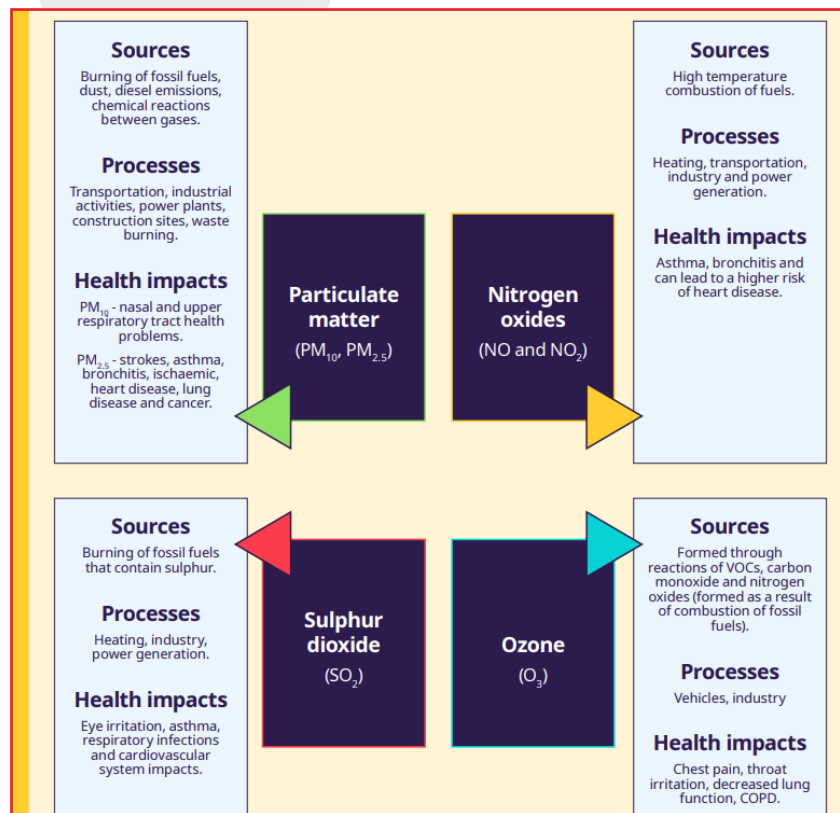 Sources
Burning of fossil fuels,
dust, diesel emissions,
chemical reactions
between gases.
Processes
Transportation, industrial
activities, power plants,
construction sites, waste
burning.
Health impacts
PM10 - nasal and upper
respiratory tract health
problems.
PM2.5 - strokes, asthma,
bronchitis, ischaemic,
heart disease, lung
disease and cancer.
Particulate
matter
(PM10, PM2.5)
Nitrogen
oxides
(NO and NO2)
Sources
High temperature
combustion of fuels.
Processes
Heating, transportation,
industry and power
generation.
Health impacts
Asthma, bronchitis and
can lead to a higher risk
of heart disease.
Sources
Burning of fossil fuels
that contain sulphur.
Processes
Heating, industry,
power generation.
Health impacts
Eye irritation, asthma,
respiratory infections
and cardiovascular
system impacts.
Sulphur
dioxide
(SO2)
Ozone
(O3)
Sources
Formed through
reactions of VOCs, carbon
monoxide and nitrogen
oxides (formed as a result
of combustion of fossil
fuels).
Processes
Vehicles, industry
Health impacts
Chest pain, throat
irritation, decreased lung
function, COPD.